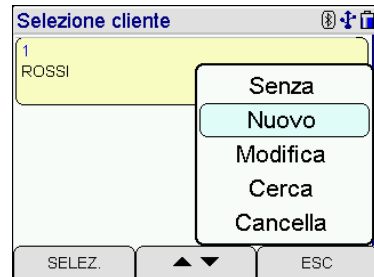 Selezione cliente
1
ROSSI
Senza
Nuovo
Modifica
Cerca
Cancella
SELEZ.
ESC